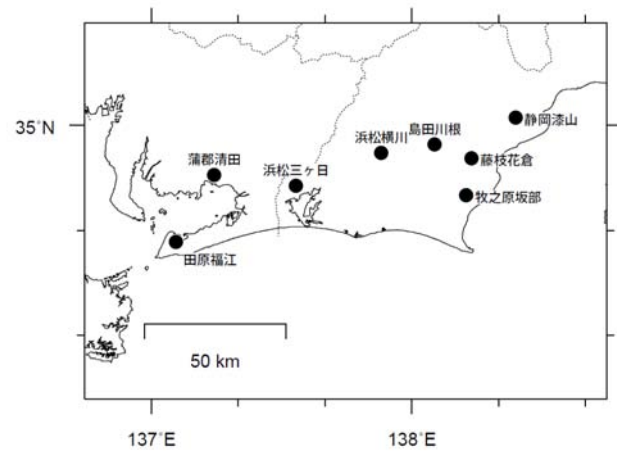 35°N
静岡漆山
島田川根
浜松横川
藤枝花倉
蒲郡清田
浜松三ヶ日
牧之原坂部
田原福江
50 km
137°E
138°E